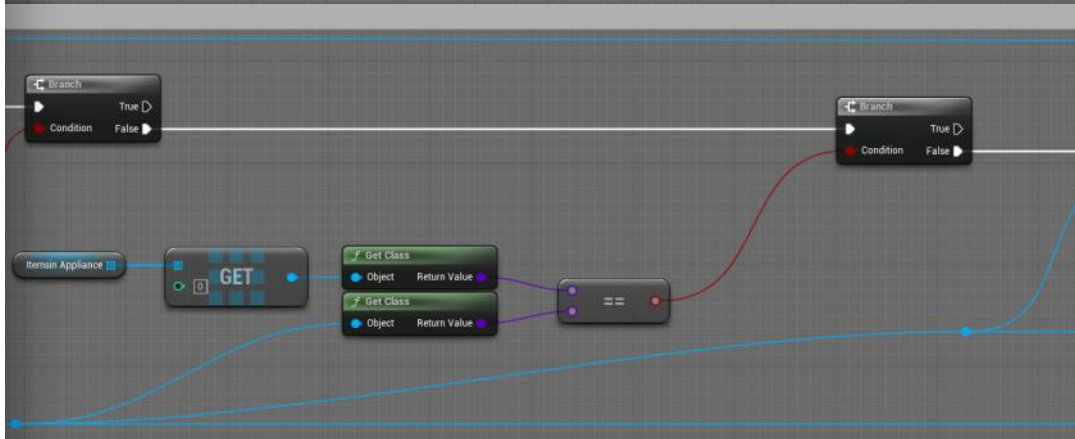 Branch
True
Condition False
Branch
True
Condition False
Itemsin Appliance
0 GET
f Get Class
Object Return Value
f Get Class
Object Return Value
==